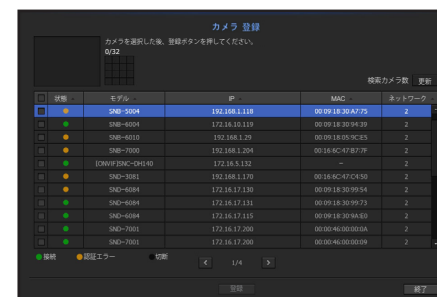 カメラ 登録
カメラを選択した後、登録ボタンを押してください。
0/32
検索カメラ数 更新
状態 モデル IP MAC ネットワーク
SNB-5004 192.168.1.118 00:09:18:30:A7:75 2
SNB-6004 172.16.10.119 00:09:18:30:94:39 2
SNB-6010 192.168.1.29 00:09:18:05:9C:E5 2
SNB-7000 192.168.1.204 00:16:6C:47:B7:7F 2
(ONVIF)SNC-DH140 172.16.5.132 - 2
SND-3081 192.168.1.170 00:16:6C:47:C4:50 2
SND-6084 172.16.17.130 00:09:18:30:99:54 2
SND-6084 172.16.17.131 00:09:18:30:99:73 2
SND-6084 172.16.17.115 00:09:18:30:9A:E0 2
SND-7001 172.16.17.200 00:00:46:00:00:0A 2
SND-7001 172.16.17.200 00:00:46:00:00:09 2
接続 認証エラー 切断 < 1/4 >
登録 終了